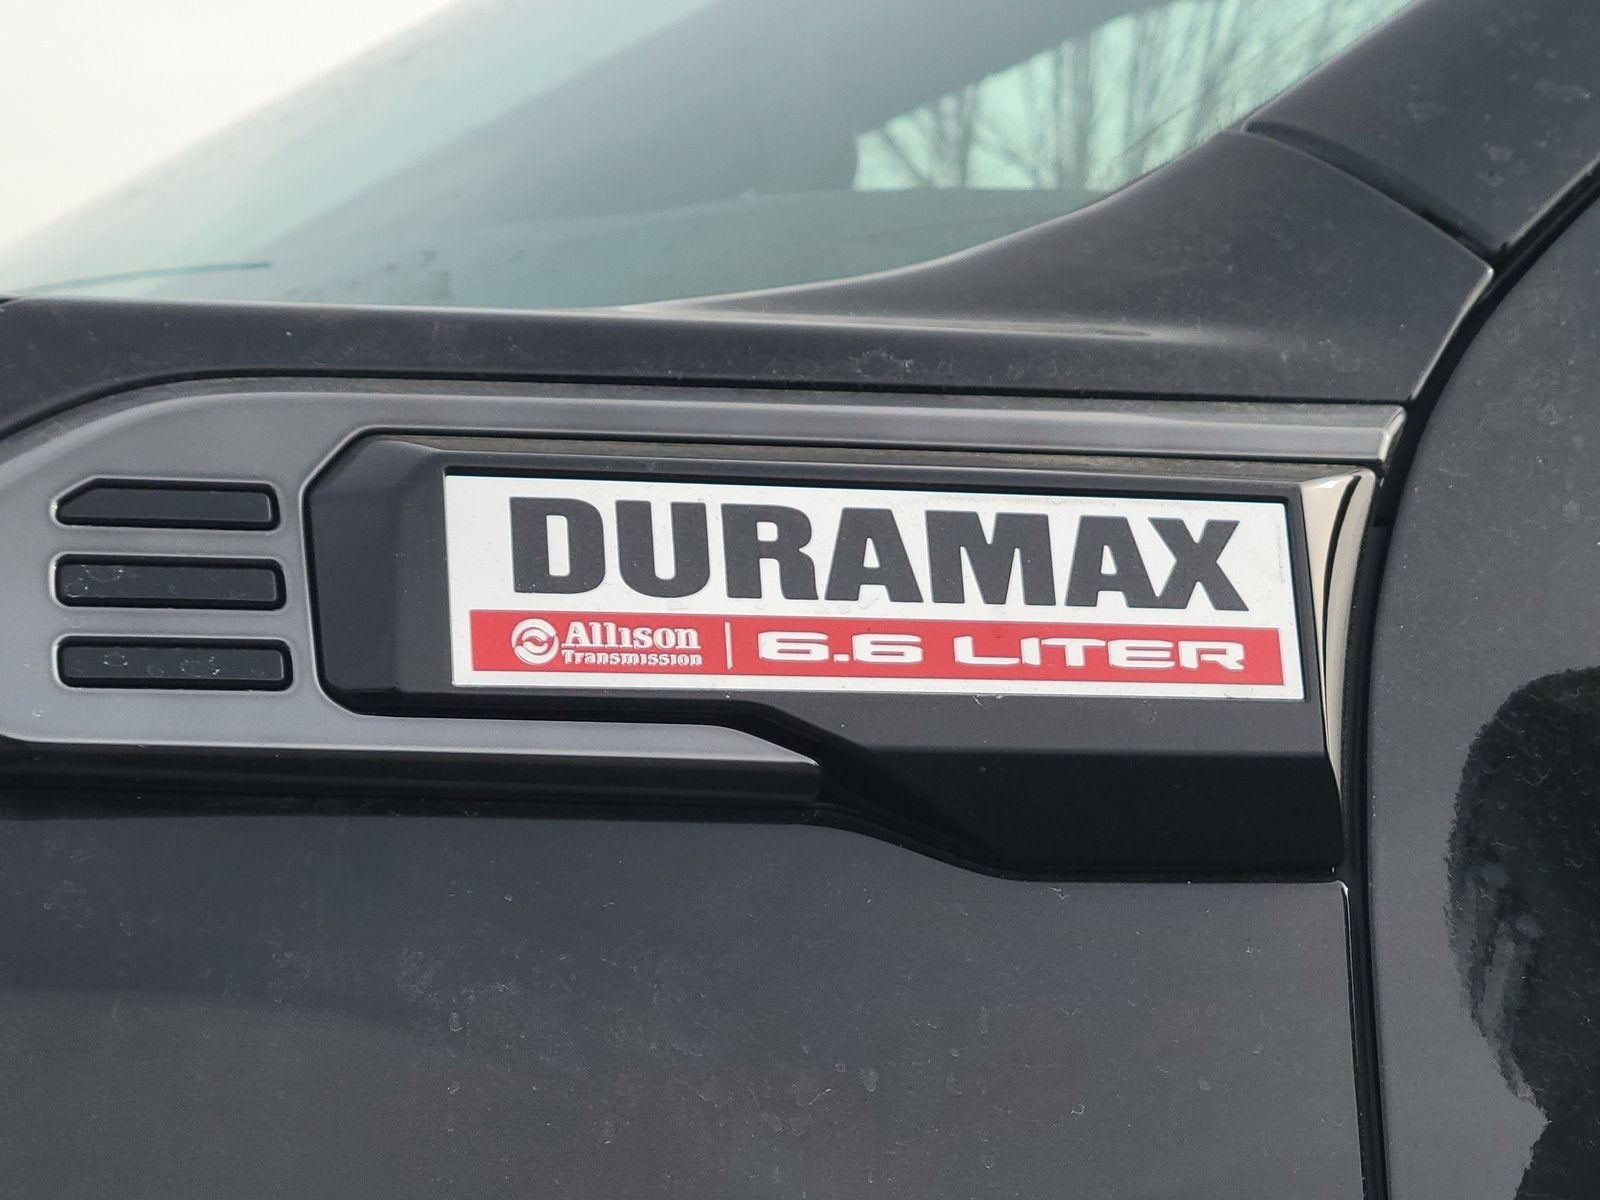 DURAMAX
Allison
Transmission
6.6 LITER